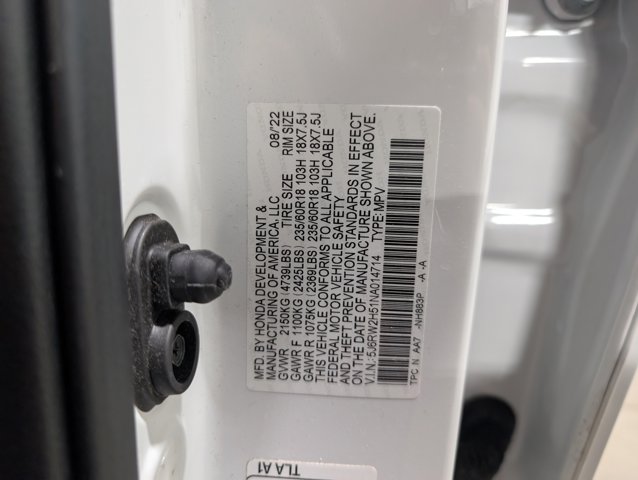 MFD. BY HONDA DEVELOPMENT & 08/'22
MANUFACTURING OF AMERICA, LLC
GVWR 2150KG (4739LBS) TIRE SIZE RIM SIZE
GAWR F 1100KG (2425LBS) 235/60R18 103H 18X7.5J
GAWR R 1075KG (2369LBS) 235/60R18 103H 18X7.5J
THIS VEHICLE CONFORMS TO ALL APPLICABLE
FEDERAL MOTOR VEHICLE SAFETY
AND THEFT PREVENTION STANDARDS IN EFFECT
ON THE DATE OF MANUFACTURE SHOWN ABOVE.
V.I.N.:5J6RW2H51NA014714 TYPE:MPV
TPC N AA7 -NH883P -A -A
TLA A1